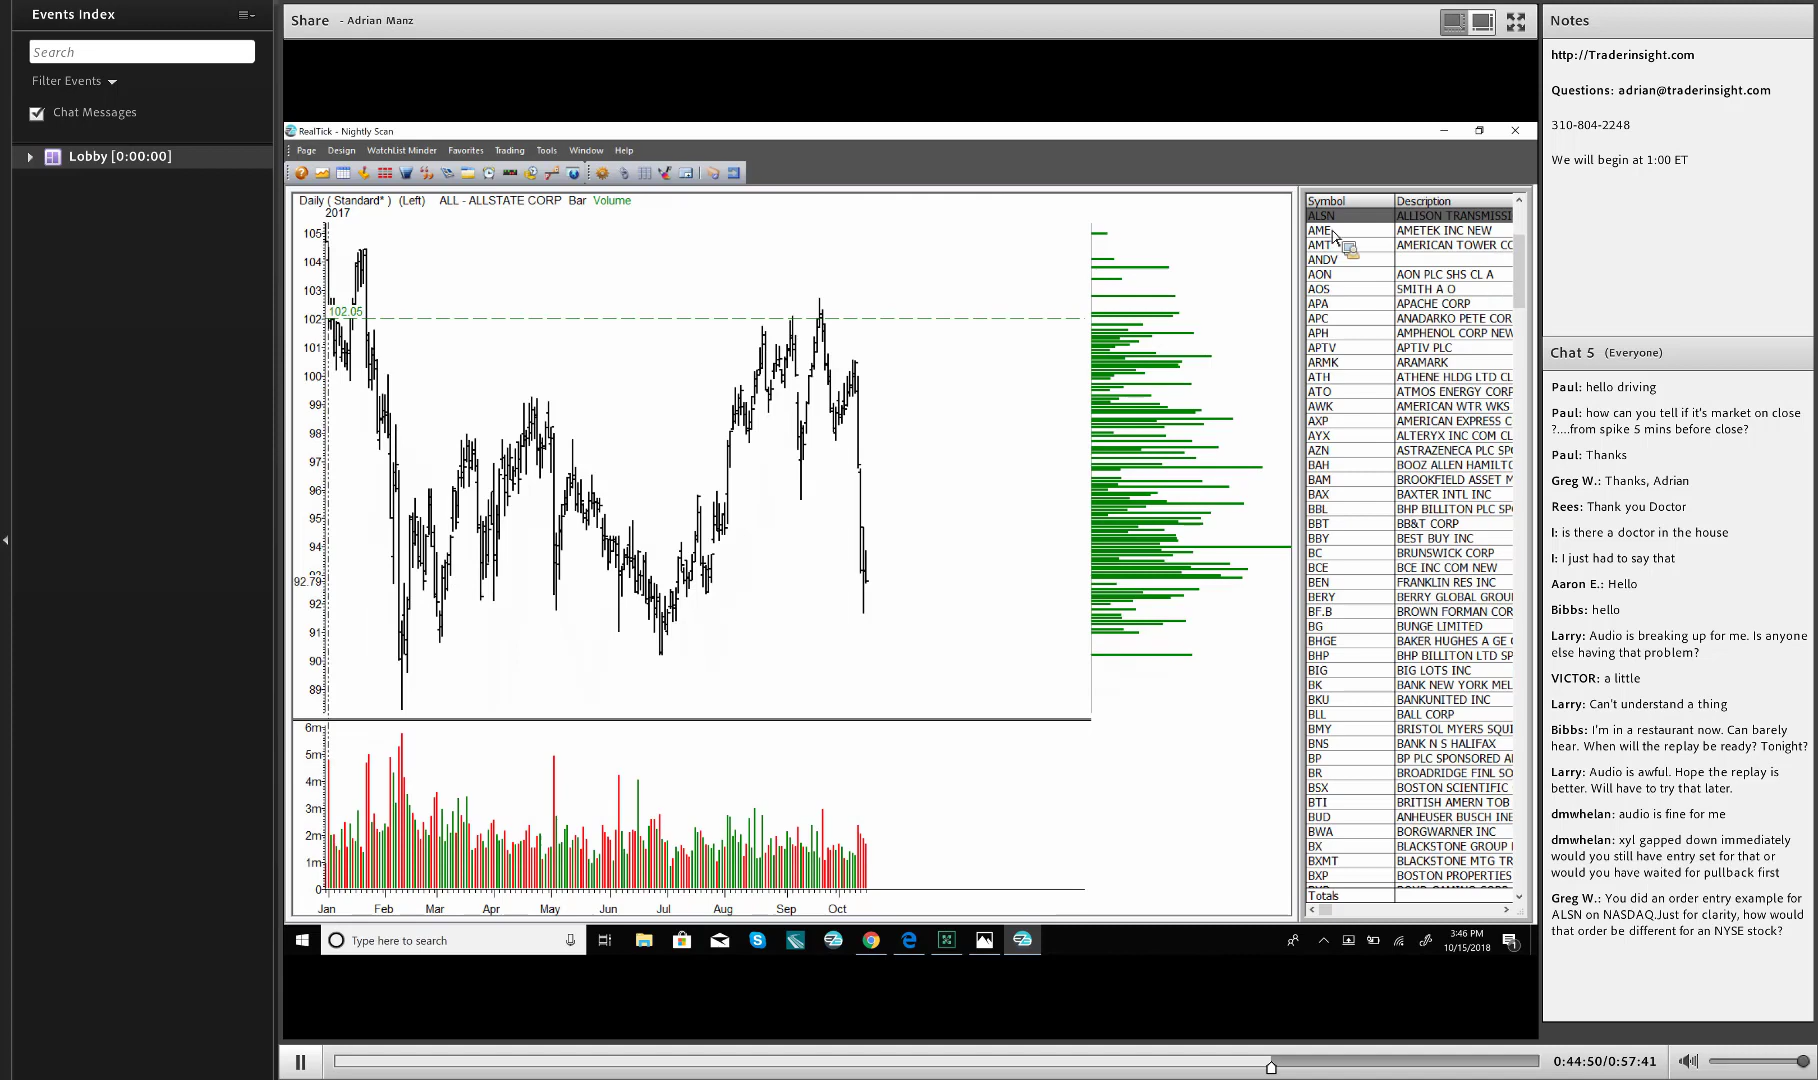 Events Index
Search
Filter Events
Chat Messages
Lobby [0:00:00]
Share - Adrian Manz
RealTick - Nightly Scan
Page Design WatchList Minder Favorites Trading Tools Window Help
Daily ( Standard* ) (Left) ALL - ALLSTATE CORP Bar Volume
2017
105
104
103
102.05
102
101
100
99
98
97
96
95
94
92.79
92
91
90
89
6m
5m
4m
3m
2m
1m
0
Jan Feb Mar Apr May Jun Jul Aug Sep Oct
Symbol Description
ALSN ALLISON TRANSMISSI
AME AMETEK INC NEW
AMT AMERICAN TOWER CO
ANDV
AON AON PLC SHS CL A
AOS SMITH A O
APA APACHE CORP
APC ANADARKO PETE COR
APH AMPHENOL CORP NEW
APTV APTIV PLC
ARMK ARAMARK
ATH ATHENE HLDG LTD CL
ATO ATMOS ENERGY CORP
AWK AMERICAN WTR WKS
AXP AMERICAN EXPRESS C
AYX ALTERYX INC COM CL
AZN ASTRAZENECA PLC SP
BAH BOOZ ALLEN HAMILTO
BAM BROOKFIELD ASSET M
BAX BAXTER INTL INC
BBL BHP BILLITON PLC SP
BBT BB&T CORP
BBY BEST BUY INC
BC BRUNSWICK CORP
BCE BCE INC COM NEW
BEN FRANKLIN RES INC
BERY BERRY GLOBAL GROU
BF.B BROWN FORMAN COR
BG BUNGE LIMITED
BHGE BAKER HUGHES A GE
BHP BHP BILLITON LTD SP
BIG BIG LOTS INC
BK BANK NEW YORK MEL
BKU BANKUNITED INC
BLL BALL CORP
BMY BRISTOL MYERS SQUI
BNS BANK N S HALIFAX
BP BP PLC SPONSORED A
BR BROADRIDGE FINL SO
BSX BOSTON SCIENTIFIC
BTI BRITISH AMERN TOB
BUD ANHEUSER BUSCH INB
BWA BORGWARNER INC
BX BLACKSTONE GROUP
BXMT BLACKSTONE MTG TR
BXP BOSTON PROPERTIES
Totals
Type here to search
3:46 PM
10/15/2018
Notes
http://Traderinsight.com
Questions: adrian@traderinsight.com
310-804-2248
We will begin at 1:00 ET
Chat 5 (Everyone)
Paul: hello driving
Paul: how can you tell if it's market on close
?....from spike 5 mins before close?
Paul: Thanks
Greg W.: Thanks, Adrian
Rees: Thank you Doctor
I: is there a doctor in the house
I: I just had to say that
Aaron E.: Hello
Bibbs: hello
Larry: Audio is breaking up for me. Is anyone
else having that problem?
VICTOR: a little
Larry: Can't understand a thing
Bibbs: I'm in a restaurant now. Can barely
hear. When will the replay be ready? Tonight?
Larry: Audio is awful. Hope the replay is
better. Will have to try that later.
dmwhelan: audio is fine for me
dmwhelan: xyl gapped down immediately
would you still have entry set for that or
would you have waited for pullback first
Greg W.: You did an order entry example for
ALSN on NASDAQ.Just for clarity, how would
that order be different for an NYSE stock?
0:44:50/0:57:41